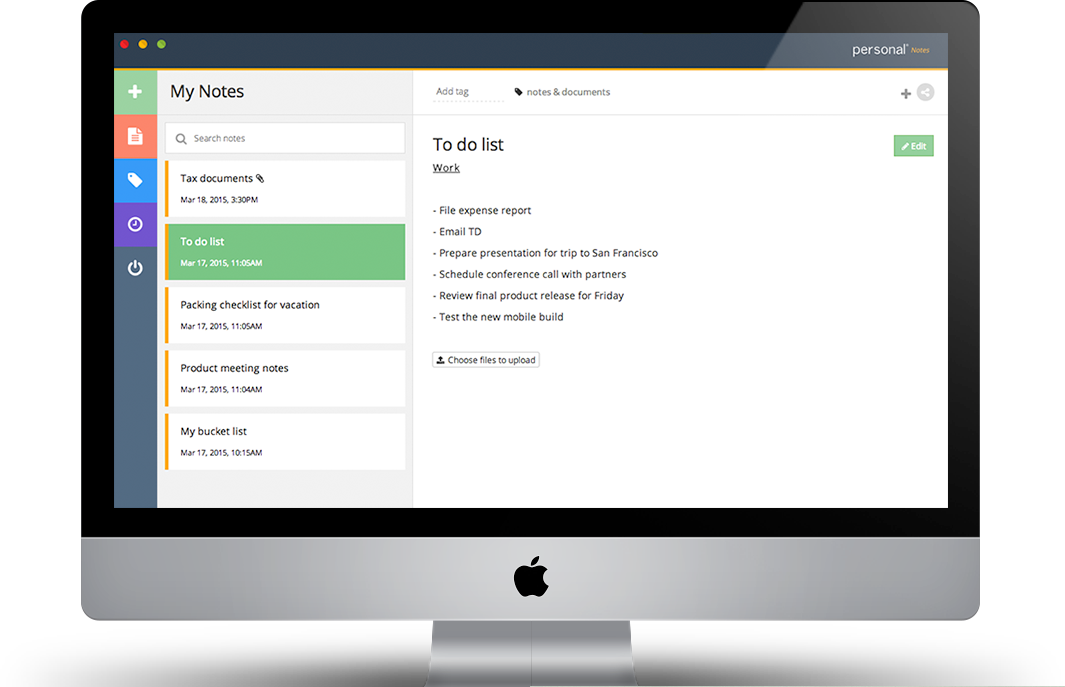 personal® Notes
My Notes
Search notes
Tax documents
Mar 18, 2015, 3:30PM
To do list
Mar 17, 2015, 11:05AM
Packing checklist for vacation
Mar 17, 2015, 11:05AM
Product meeting notes
Mar 17, 2015, 11:04AM
My bucket list
Mar 17, 2015, 10:15AM
Add tag notes & documents
To do list
Edit
Work
- File expense report
- Email TD
- Prepare presentation for trip to San Francisco
- Schedule conference call with partners
- Review final product release for Friday
- Test the new mobile build
Choose files to upload